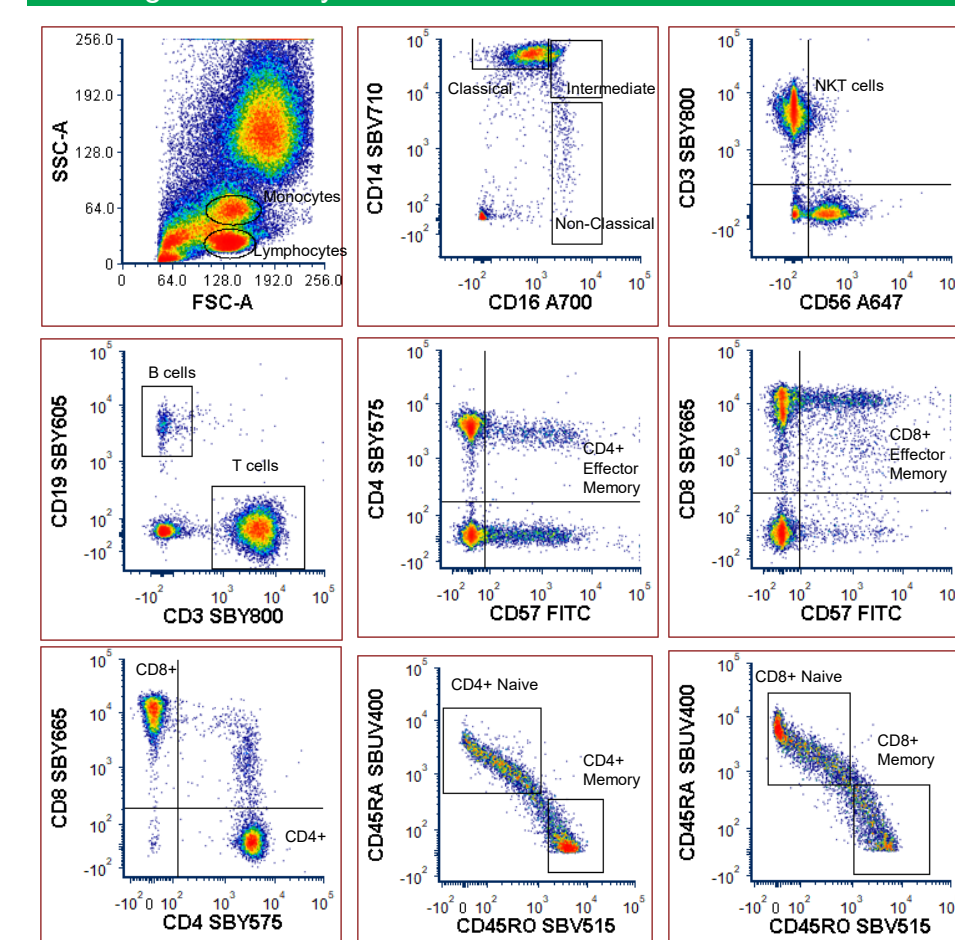 256.0
192.0
128.0
64.0
0
SSC-A
Monocytes
Lymphocytes
0 64.0 128.0 192.0 256.0
FSC-A
10^5
10^4
10^3
10^2
-10^2
CD14 SBV710
Classical
Intermediate
Non-Classical
-10^2 10^3 10^4 10^5
CD16 A700
10^5
10^4
10^3
10^2
-10^2
CD3 SBY800
NKT cells
-10^2 10^3 10^4
CD56 A647
10^5
10^4
10^3
10^2
-10^2
CD19 SBY605
B cells
T cells
-10^2 10^3 10^4 10^5
CD3 SBY800
10^5
10^4
10^3
10^2
-10^2
CD4 SBY575
CD4+
Effector
Memory
-10^2 10^2 10^3 10^4 10^5
CD57 FITC
10^5
10^4
10^3
10^2
-10^2
CD8 SBY665
CD8+
Effector
Memory
-10^2 10^2 10^3 10^4 10^5
CD57 FITC
10^5
10^4
10^3
10^2
-10^2
CD8 SBY665
CD8+
CD4+
-10^2 0 10^2 10^3 10^4 10^5
CD4 SBY575
10^5
10^4
10^3
10^2
-10^2
CD45RA SBUV400
CD4+ Naive
CD4+
Memory
-10^2 0 10^2 10^3 10^4 10^5
CD45RO SBV515
10^5
10^4
10^3
10^2
-10^2
CD45RA SBUV400
CD8+ Naive
CD8+
Memory
-10^2 0 10^2 10^3 10^4
CD45RO SBV515